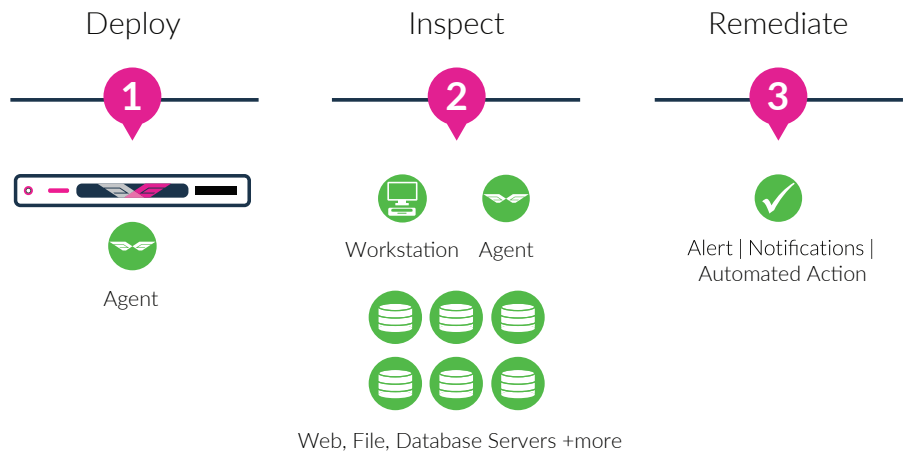 Deploy
Inspect
Remediate
1
2
3
Agent
Workstation
Agent
Alert | Notifications |
Automated Action
Web, File, Database Servers +more